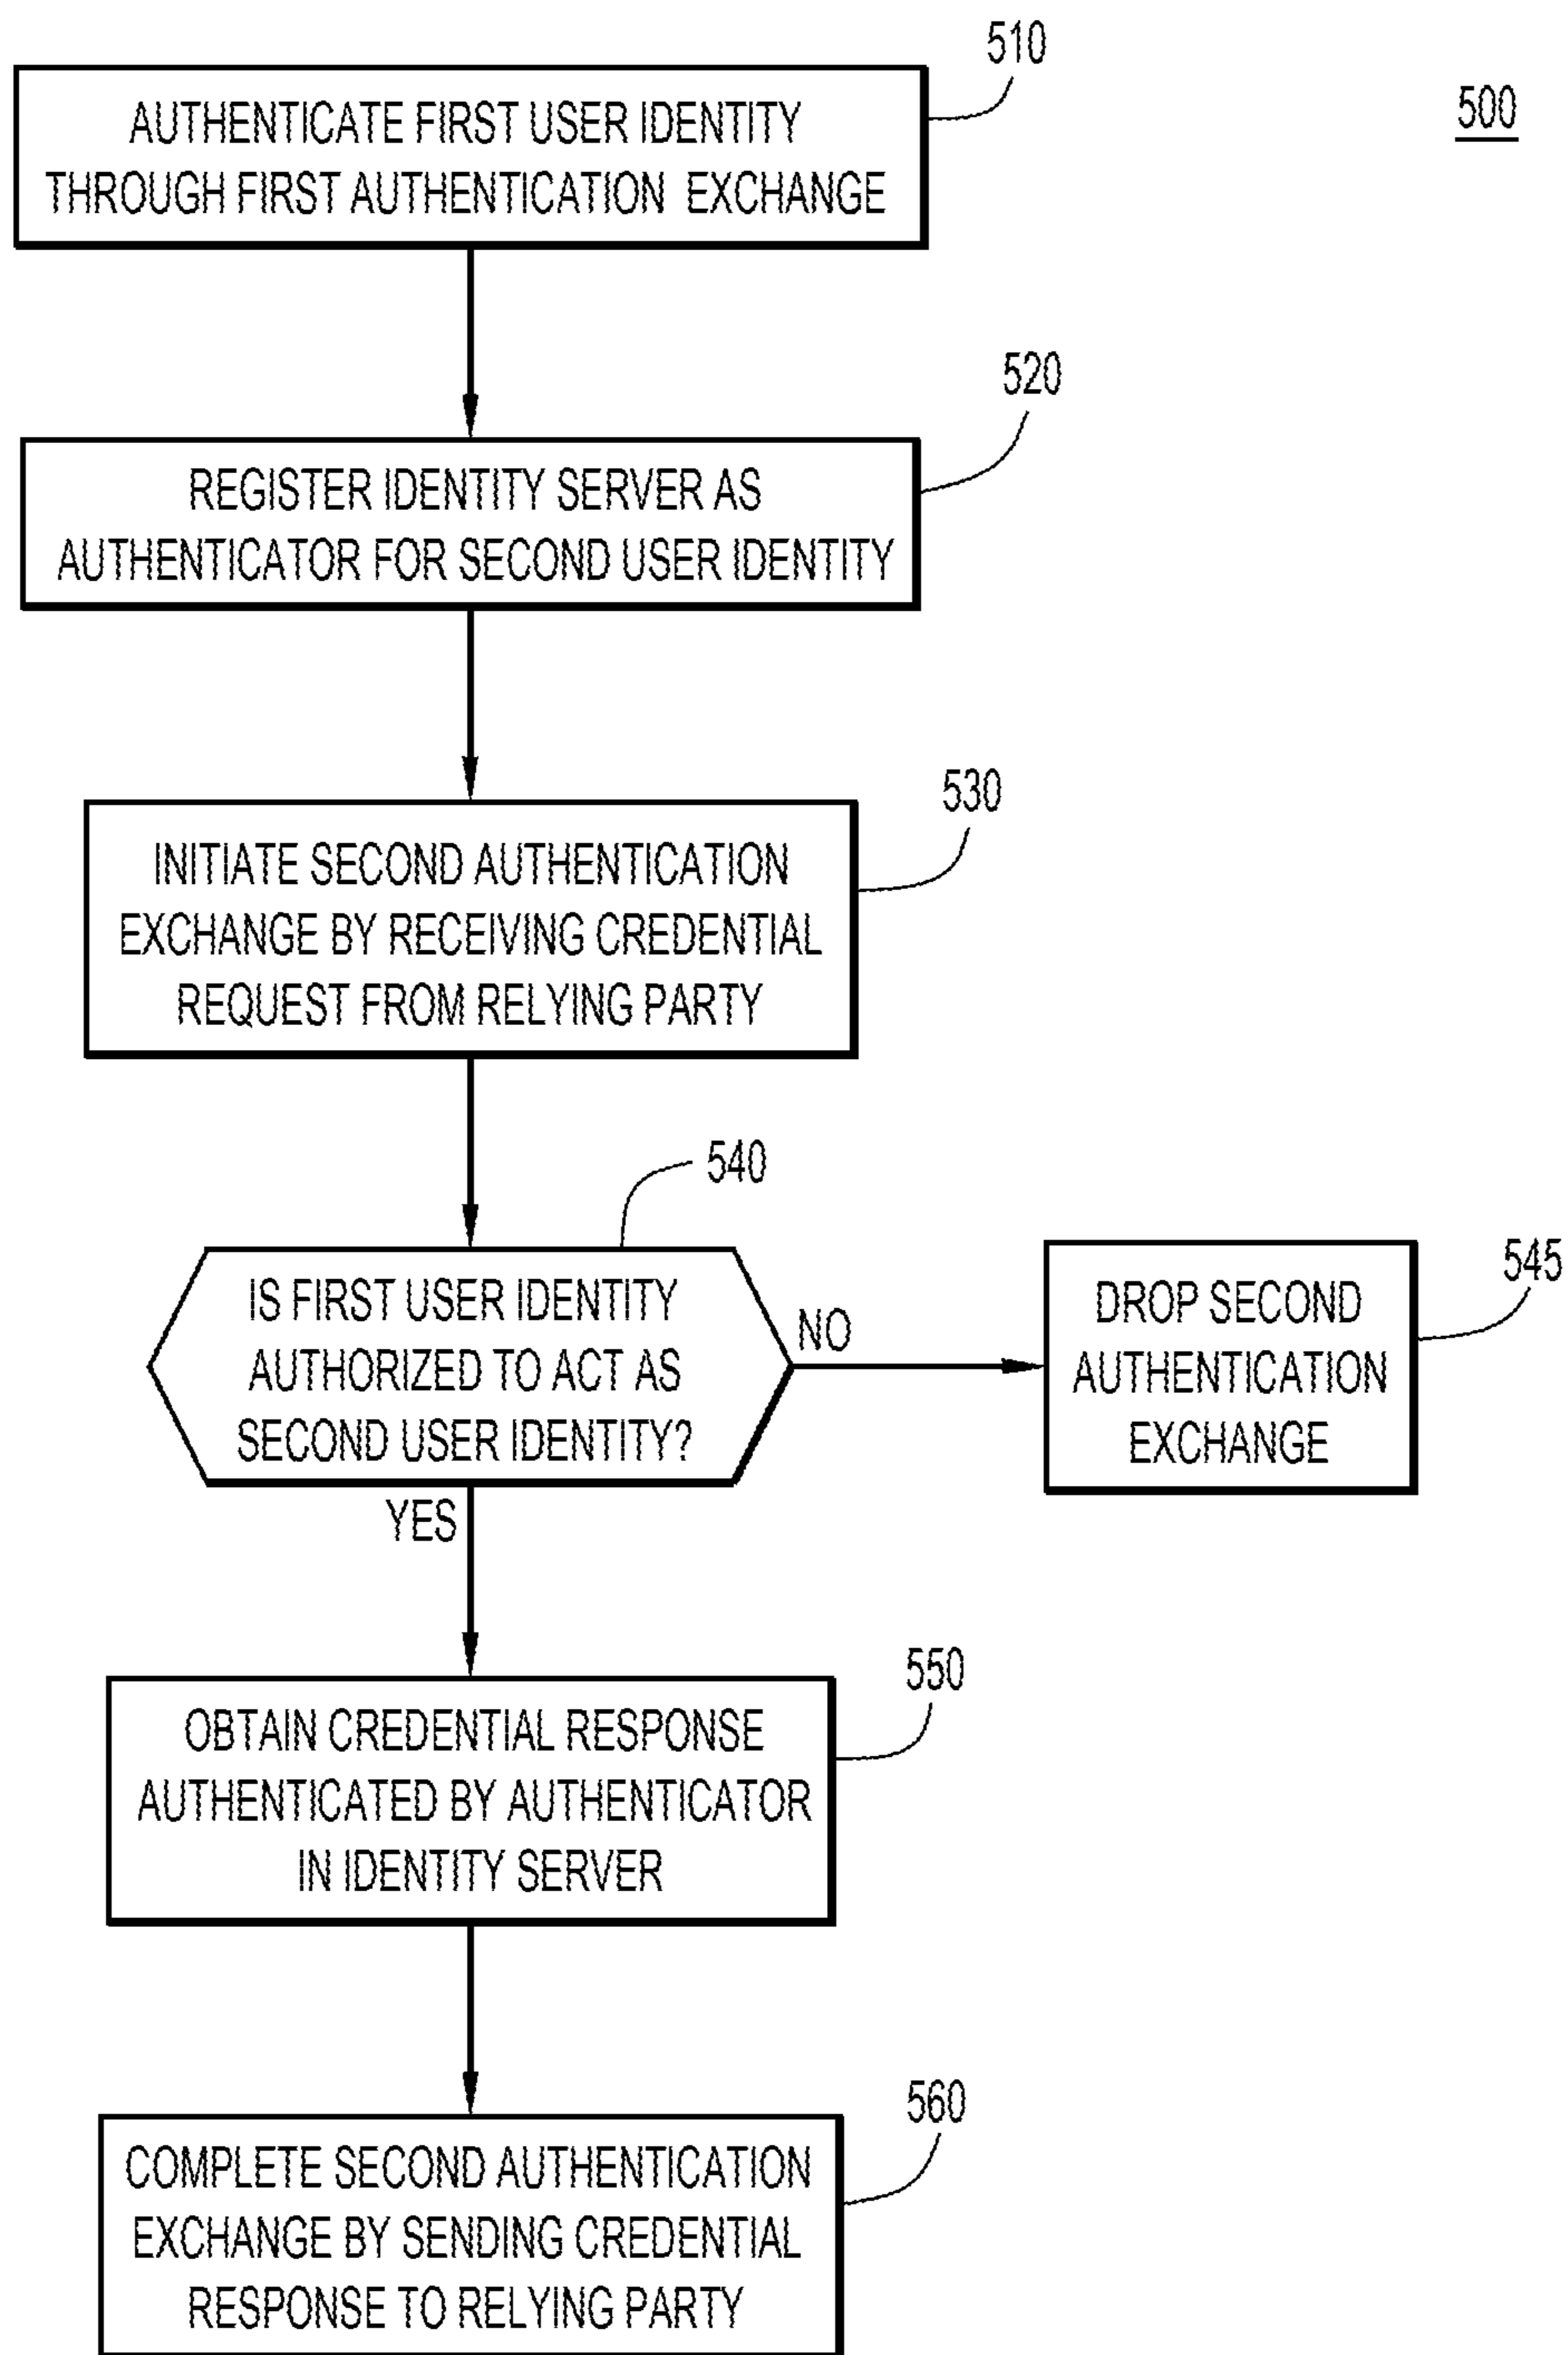 510
500
AUTHENTICATE FIRST USER IDENTITY
THROUGH FIRST AUTHENTICATION EXCHANGE
520
REGISTER IDENTITY SERVER AS
AUTHENTICATOR FOR SECOND USER IDENTITY
530
INITIATE SECOND AUTHENTICATION
EXCHANGE BY RECEIVING CREDENTIAL
REQUEST FROM RELYING PARTY
540
IS FIRST USER IDENTITY
AUTHORIZED TO ACT AS
SECOND USER IDENTITY?
NO
545
DROP SECOND
AUTHENTICATION
EXCHANGE
YES
550
OBTAIN CREDENTIAL RESPONSE
AUTHENTICATED BY AUTHENTICATOR
IN IDENTITY SERVER
560
COMPLETE SECOND AUTHENTICATION
EXCHANGE BY SENDING CREDENTIAL
RESPONSE TO RELYING PARTY